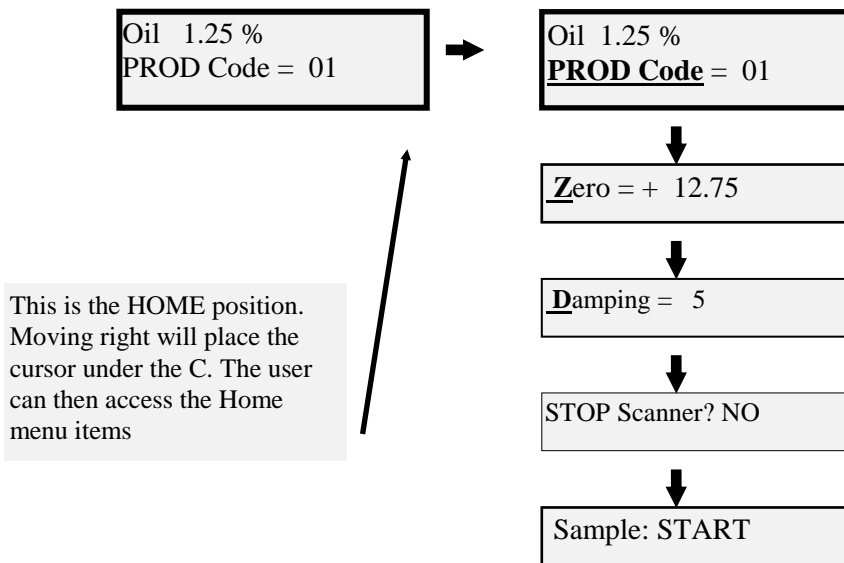 Oil 1.25 %
PROD Code = 01
Oil 1.25 %
PROD Code = 01
Zero = + 12.75
Damping = 5
STOP Scanner? NO
Sample: START
This is the HOME position.
Moving right will place the
cursor under the C. The user
can then access the Home
menu items